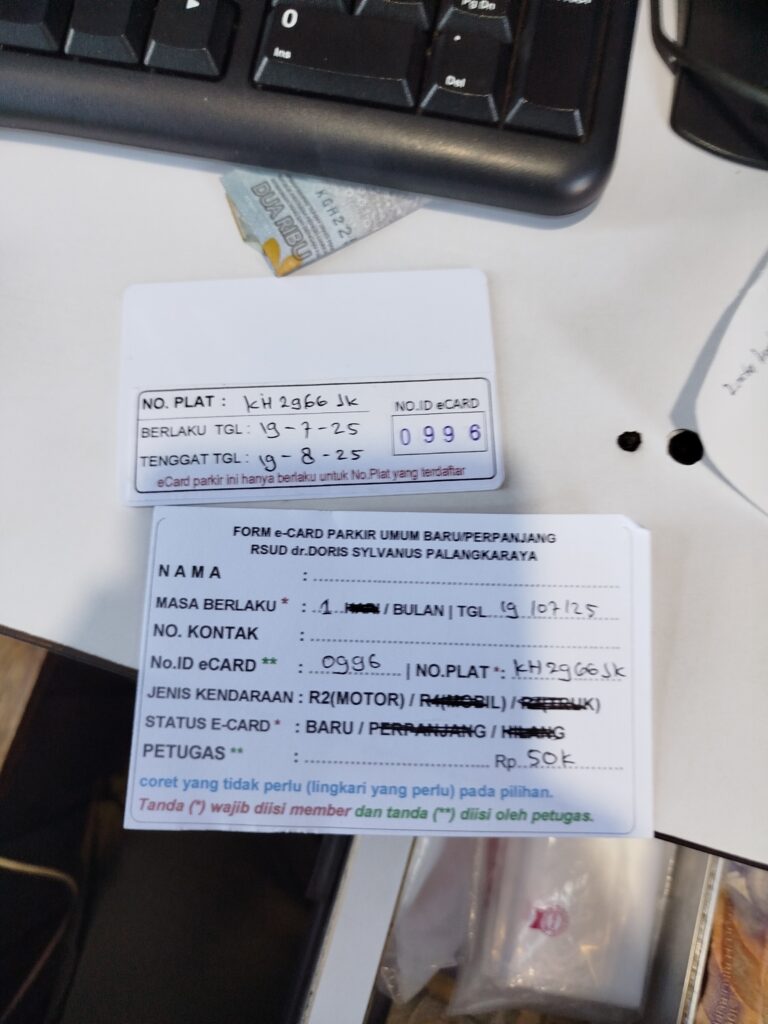 Pg Dn
0
Ins
.
Del
KGH22
DUA RIBU
NO. PLAT : KH 2966 JK
NO.ID eCARD
BERLAKU TGL : 19-7-25
0996
TENGGAT TGL : 19-8-25
eCard parkir ini hanya berlaku untuk No.Plat yang terdaftar
FORM e-CARD PARKIR UMUM BARU/PERPANJANG
RSUD dr.DORIS SYLVANUS PALANGKARAYA
NAMA :
MASA BERLAKU * : 1 HARI / BULAN | TGL 19/07/25
NO. KONTAK :
No.ID eCARD ** : 0996 | NO.PLAT *: KH2966JK
JENIS KENDARAAN : R2(MOTOR) / R4(MOBIL) / R7(TRUK)
STATUS E-CARD * : BARU / PERPANJANG / HILANG
PETUGAS ** : Rp. 50K
coret yang tidak perlu (lingkari yang perlu) pada pilihan.
Tanda (*) wajib diisi member dan tanda (**) diisi oleh petugas.